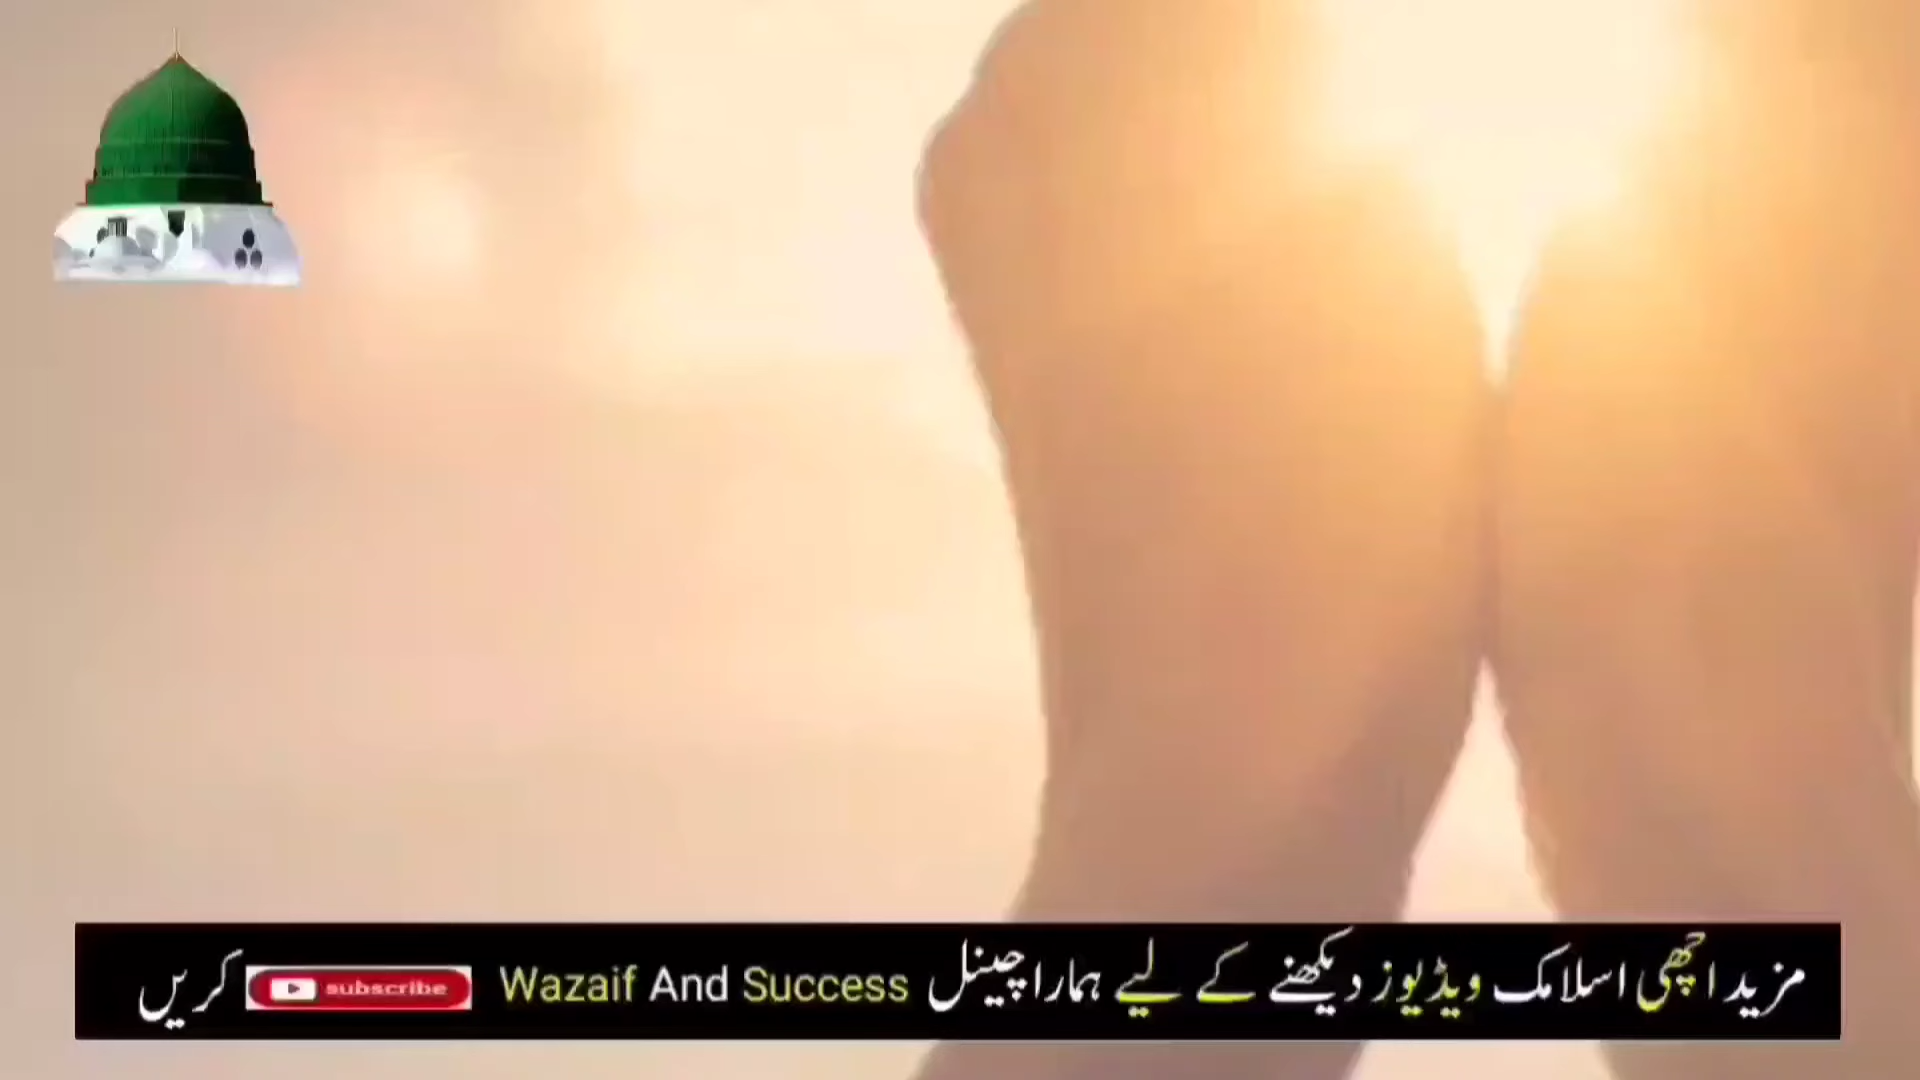 مزید اچھی اسلامک ویڈیوز دیکھنے کے لیے ہمارا چینل Wazaif And Success subscribe کریں